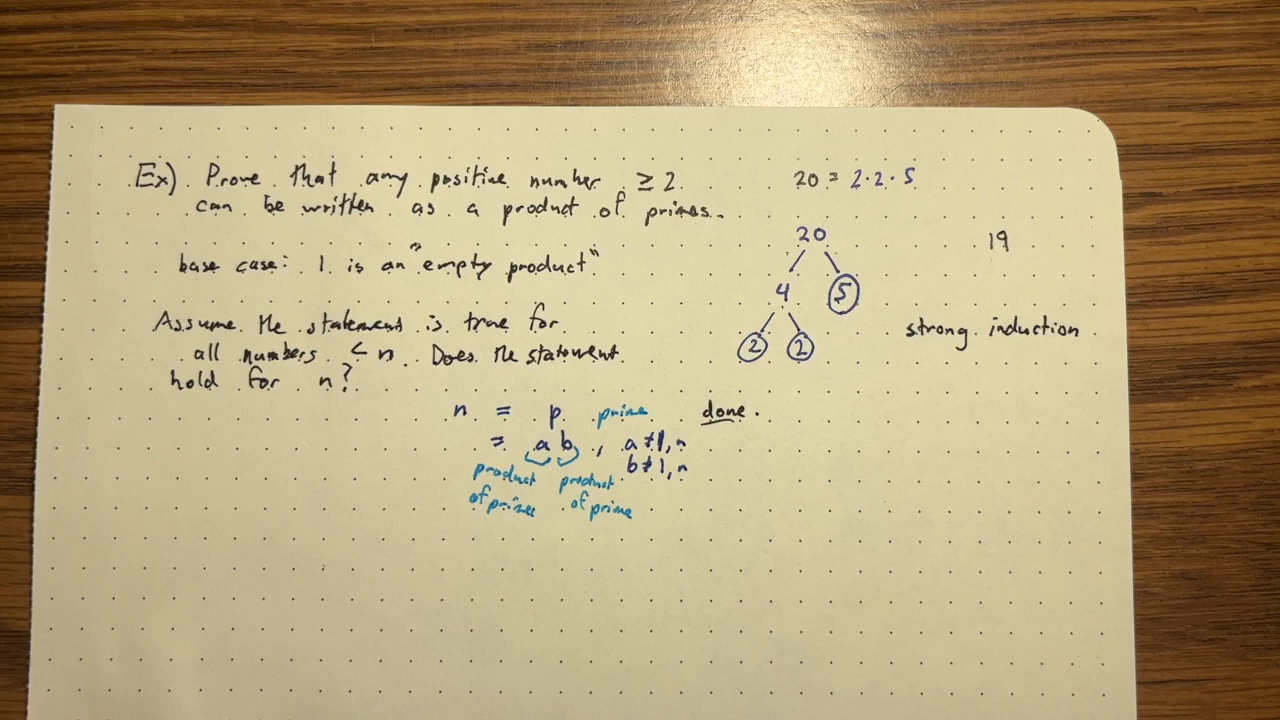 Ex) Prove that any positive number ≥ 2
can be written as a product of primes.
base case: 1 is an "empty product"
Assume the statement is true for
all numbers < n. Does the statement
hold for n?
n = p prime done.
= ab, a ≠ 1, n
b ≠ 1, n
product product
of primes of prime
20 = 2·2·5
20
4 5
2 2
19
strong induction